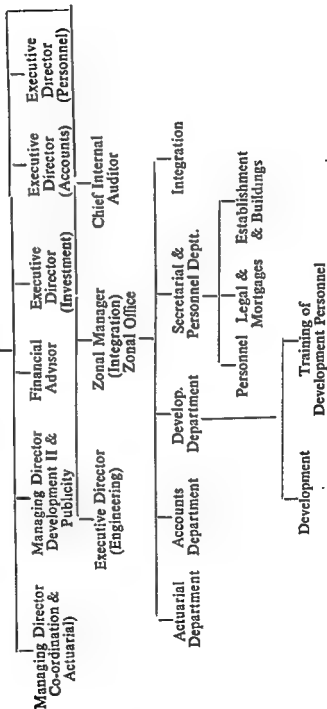 Managing Director
Co-ordination &
Actuarial)
Managing Director
Development II &
Publicity
Financial
Advisor
Executive
Director
(Investment)
Executive
Director
(Accounts)
Executive
Director
(Personnel)
Executive Director
(Engineering)
Zonal Manager
(Integration)
Zonal Office
Chief Internal
Auditor
Actuarial
Department
Accounts
Department
Develop.
Department
Secretarial &
Personnel Deptt.
Integration
Personnel
Legal &
Mortgages
Establishment
& Buildings
Development
Training of
Development Personnel